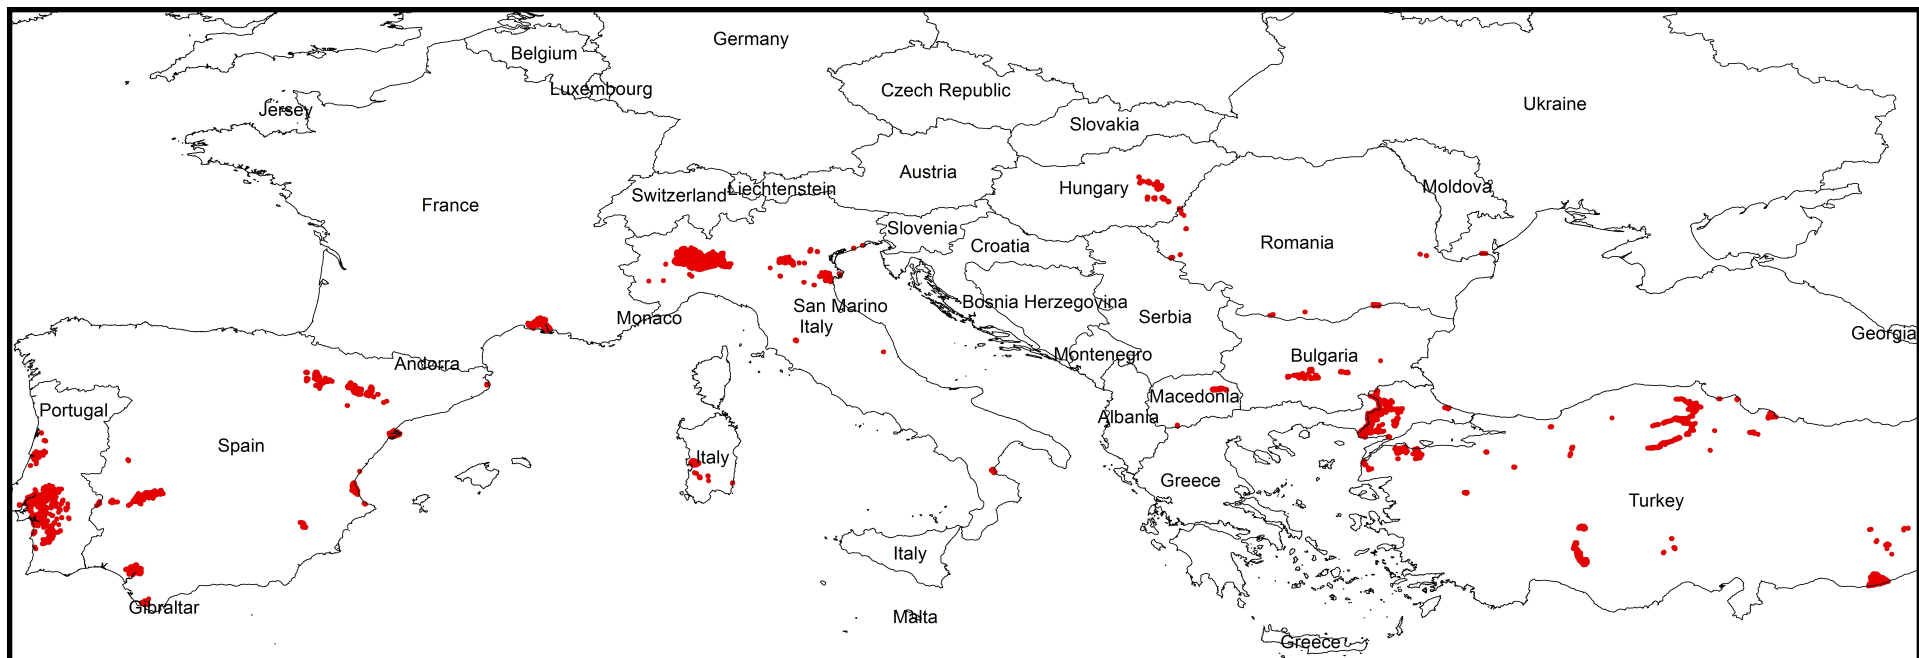 Germany
Belgium
Luxembourg
Czech Republic
Ukraine
Jersey
Slovakia
Austria
Switzerland
Liechtenstein
Hungary
Moldova
France
Slovenia
Croatia
Romania
San Marino
Bosnia Herzegovina
Monaco
Italy
Serbia
Georgia
Andorra
Montenegro
Bulgaria
Macedonia
Portugal
Albania
Spain
Italy
Greece
Turkey
Italy
Gibraltar
Malta
Greece